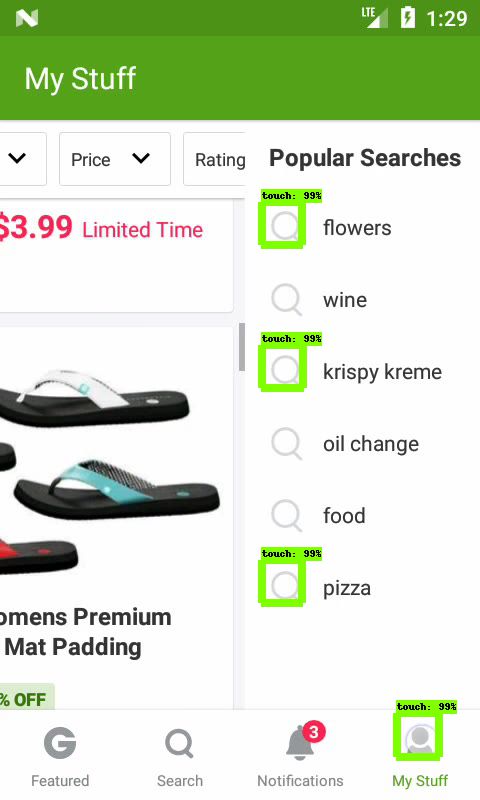 LTE 1:29
My Stuff
Price
Rating
$3.99 Limited Time
omens Premium
Mat Padding
% OFF
Popular Searches
touch: 99%
flowers
wine
touch: 99%
krispy kreme
oil change
food
touch: 99%
pizza
touch: 99%
3
Featured
Search
Notifications
My Stuff